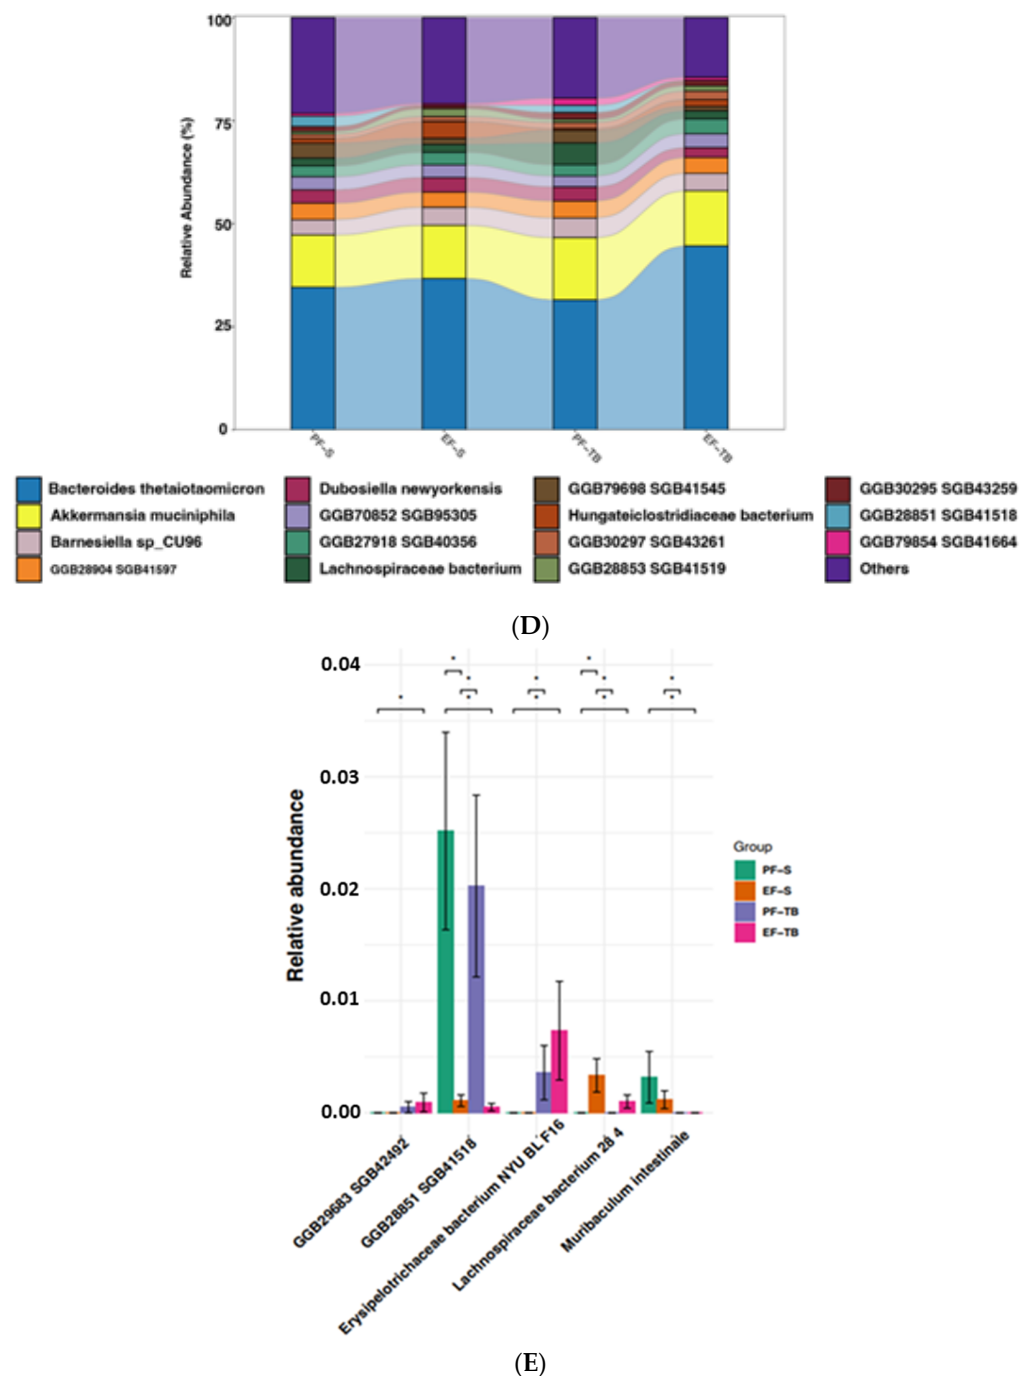 100
75
50
25
0
Relative Abundance (%)
PF-S
EF-S
PF-TB
EF-TB
Bacteroides thetaiotaomicron
Dubosiella newyorkensis
GGB79698 SGB41545
GGB30295 SGB43259
Akkermansia muciniphila
GGB70852 SGB95305
Hungateiclostridiaceae bacterium
GGB28851 SGB41518
Barnesiella sp_CU96
GGB27918 SGB40356
GGB30297 SGB43261
GGB79854 SGB41664
GGB28904 SGB41597
Lachnospiraceae bacterium
GGB28853 SGB41519
Others
(D)
0.04
0.03
0.02
0.01
0.00
Relative abundance
Group
PF-S
EF-S
PF-TB
EF-TB
GGB29683 SGB42492
GGB28851 SGB41518
Erysipelotrichaceae bacterium NYU BL F16
Lachnospiraceae bacterium 28 4
Muribaculum intestinale
(E)